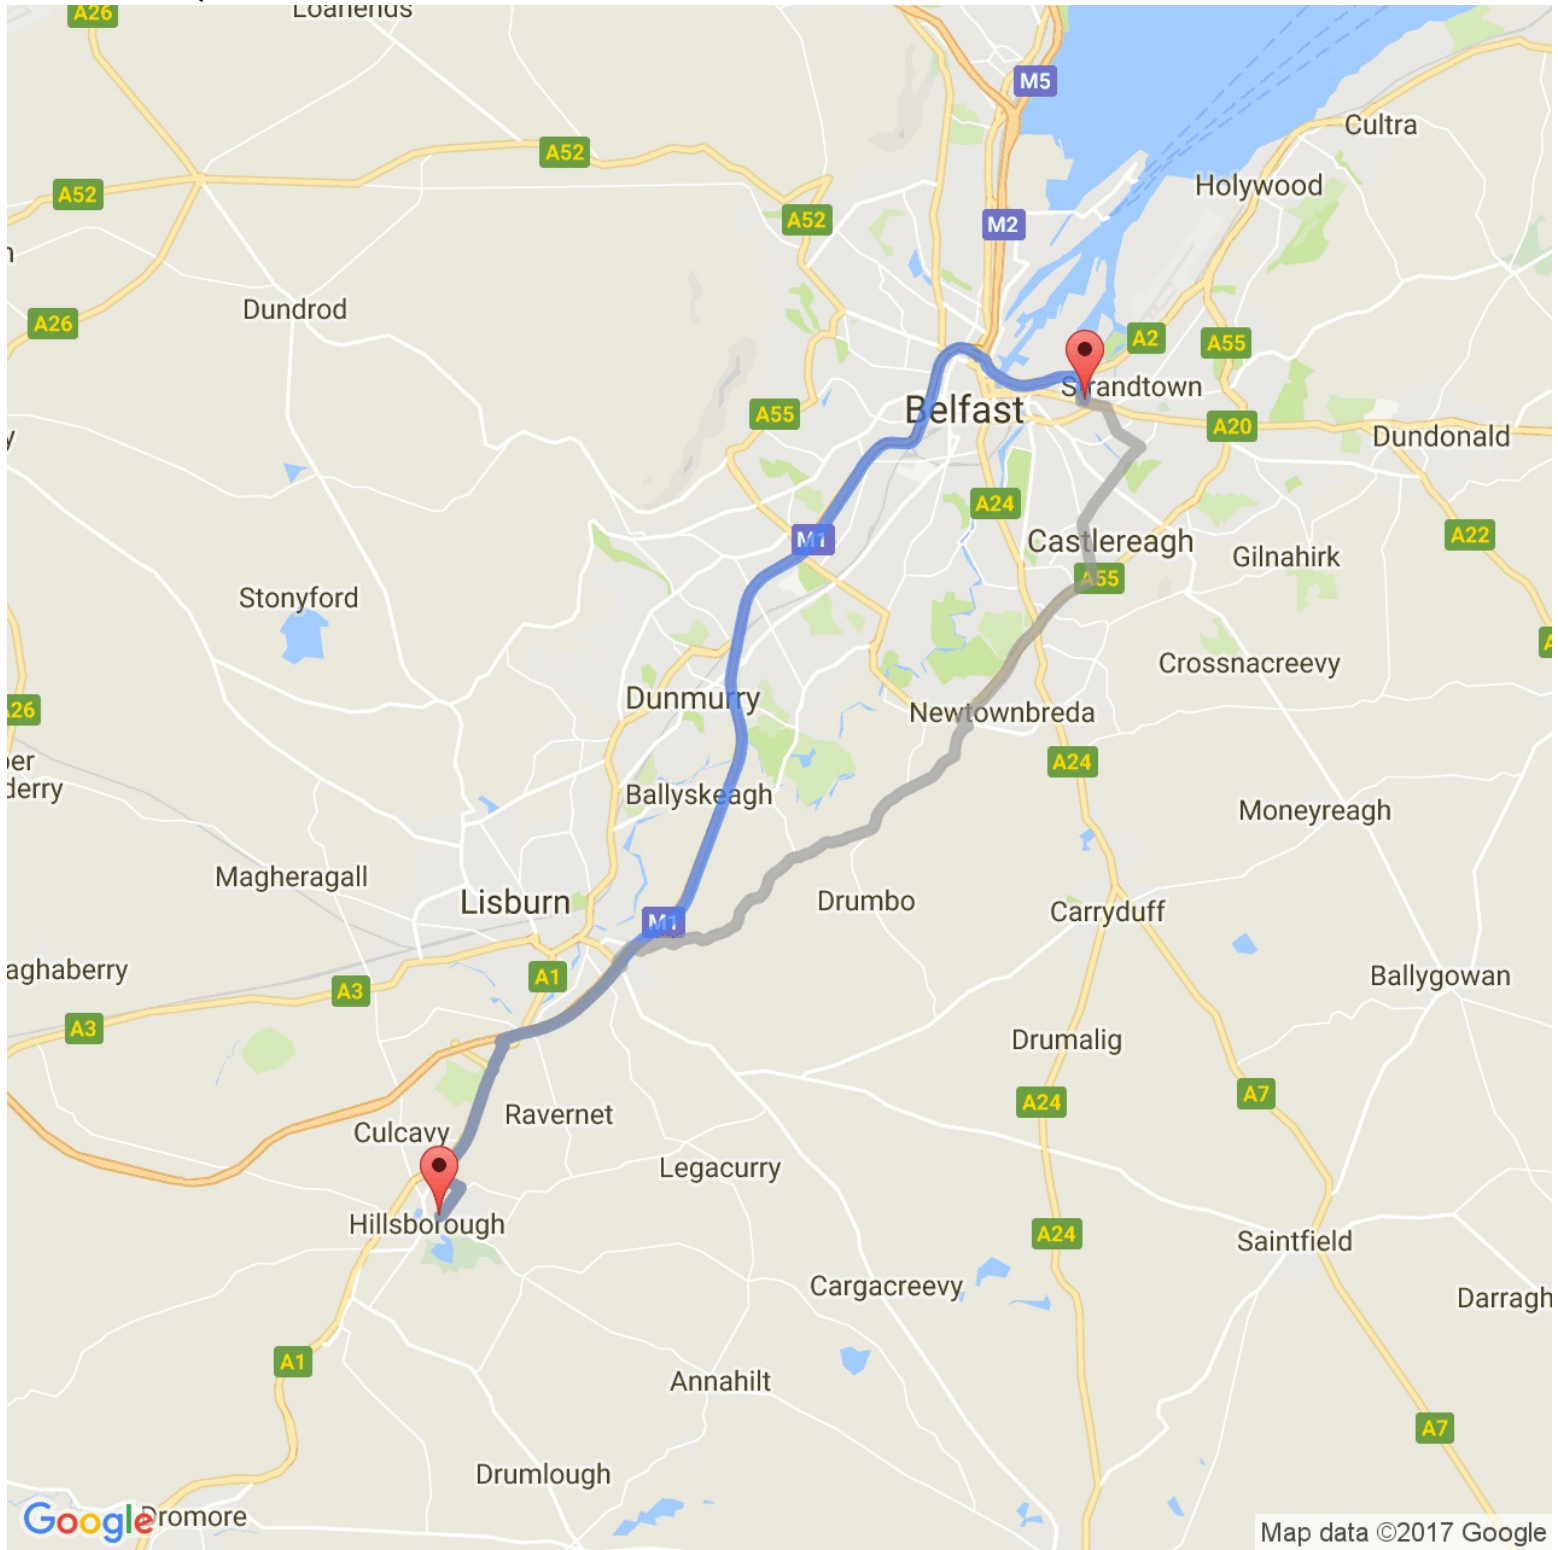 A26
Loanends
M5
Cultra
A52
A52
Holywood
A52
M2
Dundrod
A26
A2
A55
Strandtown
A55
Belfast
A20
Dundonald
A24
M1
Castlereagh
A22
Gilnahirk
A55
Stonyford
Crossnacreevy
Dunmurry
Newtownbreda
A24
Ballyskeagh
Moneyreagh
derry
Magheragall
Lisburn
Drumbo
Carryduff
M1
aghaberry
A1
A3
Ballygowan
A3
Drumalig
A24
A7
Ravernet
Culcavy
Legacurry
Hillsborough
A24
Saintfield
Cargacreevy
Darragh
A1
Annahilt
A7
Drumlough
Google
Dromore
Map data ©2017 Google